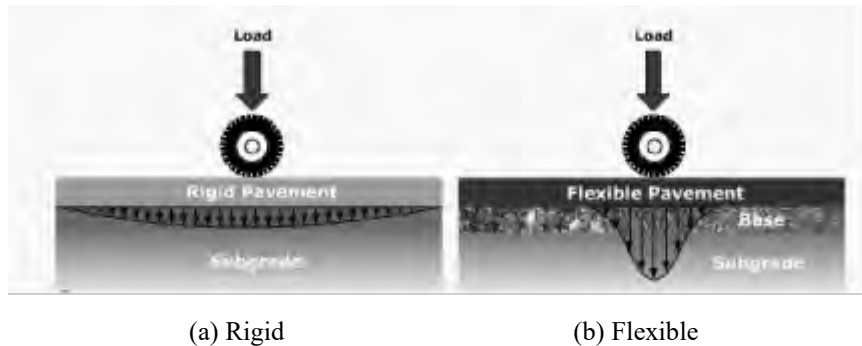 Load
Load
Rigid Pavement
Flexible Pavement
Base
Subgrade
Subgrade
(a) Rigid
(b) Flexible